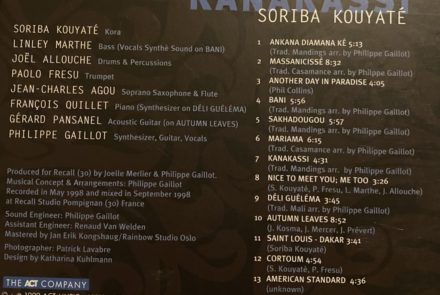 KANAKASSI
SORIBA KOUYATÉ
SORIBA KOUYATÉ Kora
LINLEY MARTHE Bass (Vocals Synthè Sound on BANI)
JOËL ALLOUCHE Drums & Percussions
PAOLO FRESU Trumpet
JEAN-CHARLES AGOU Soprano Saxophone & Flute
FRANÇOIS QUILLET Piano (Synthesizer on DÉLI GUÉLÉMA)
GÉRARD PANSANEL Acoustic Guitar (on AUTUMN LEAVES)
PHILIPPE GAILLOT Synthesizer, Guitar, Vocals
Produced for Recall (30) by Joelle Merlier & Philippe Gaillot.
Musical Concept & Arrangements: Philippe Gaillot
Recorded in May 1998 and mixed in September 1998
at Recall Studio Pompignan (30) France
Sound Engineer: Philippe Gaillot
Assistant Engineer: Renaud Van Welden
Mastered by Jan Erik Kongshaug/Rainbow Studio Oslo
Photographer: Patrick Lavabre
Design by Katharina Kuhlmann
THE ACT COMPANY
1 ANKANA DIAMANA KÉ 5:13
(Trad. Mandings arr. by Philippe Gaillot)
2 MASSANICISSÉ 8:32
(Trad. Casamance arr. by Philippe Gaillot)
3 ANOTHER DAY IN PARADISE 4:05
(Phil Collins)
4 BANI 5:56
(Trad. Mandings arr. by Philippe Gaillot)
5 SAKHADOUGOU 5:57
(Trad. Mandings arr. by Philippe Gaillot)
6 MARIAMA 6:15
(Trad. Casamance arr. by Philippe Gaillot)
7 KANAKASSI 4:31
(Trad. Mandings arr. by Philippe Gaillot)
8 NICE TO MEET YOU; ME TOO 3:26
(S. Kouyaté, P. Fresu, L. Marthe, J. Allouche)
9 DÉLI GUÉLÉMA 3:45
(Trad. Mali arr. by Philippe Gaillot)
10 AUTUMN LEAVES 8:52
(J. Kosma, J. Mercer, J. Prévert)
11 SAINT LOUIS - DAKAR 3:41
(Soriba Kouyaté)
12 CORTOUM 4:54
(S. Kouyaté, P. Fresu)
13 AMERICAN STANDARD 4:36
(unknown)